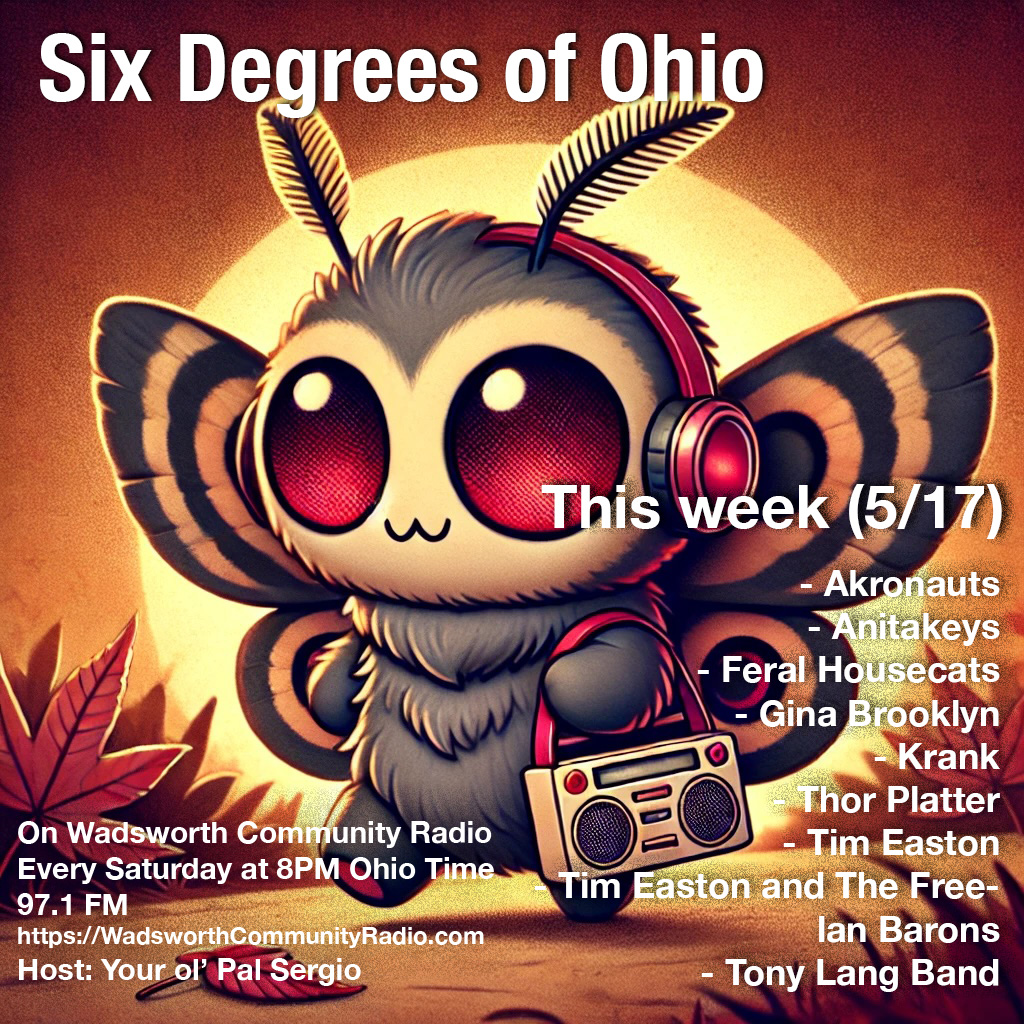 Six Degrees of Ohio
This week (5/17)
- Akronauts
- Anitakeys
- Feral Housecats
- Gina Brooklyn
- Krank
- Thor Platter
- Tim Easton
- Tim Easton and The Free-
lan Barons
- Tony Lang Band
On Wadsworth Community Radio
Every Saturday at 8PM Ohio Time
97.1 FM
https://WadsworthCommunityRadio.com
Host: Your ol’ Pal Sergio